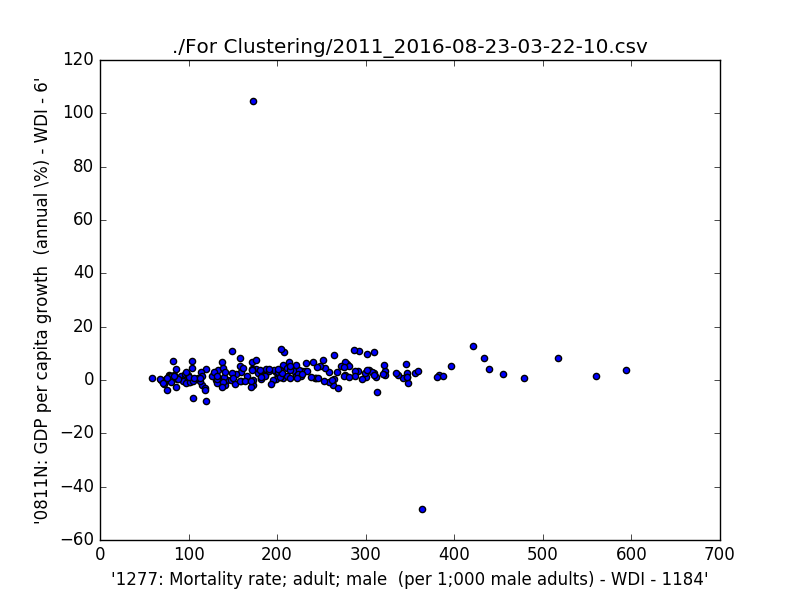 ./For Clustering/2011_2016-08-23-03-22-10.csv
'0811N: GDP per capita growth  (annual \%) - WDI - 6'
120
100
80
60
40
20
0
−20
−40
−60
0 100 200 300 400 500 600 700
'1277: Mortality rate; adult; male  (per 1;000 male adults) - WDI - 1184'